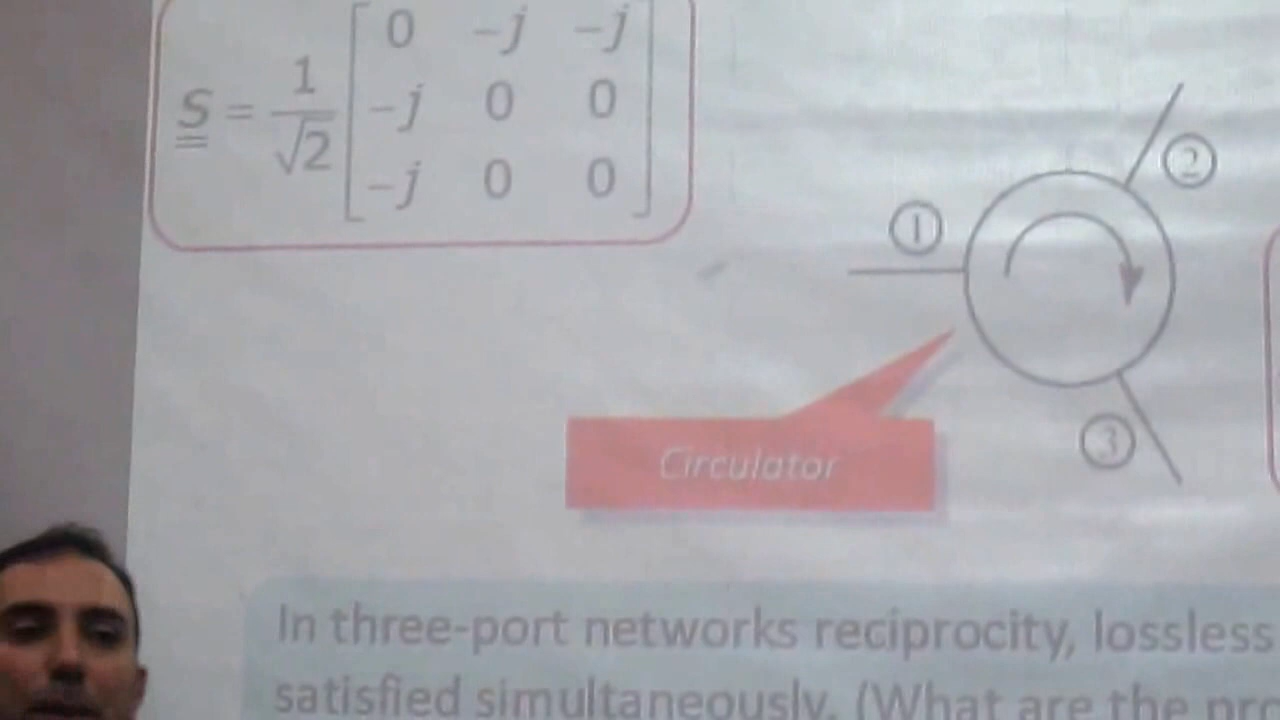 S = 1/√2 [0 -j -j
-j 0 0
-j 0 0]
1
2
3
Circulator
In three-port networks reciprocity, lossless
satisfied simultaneously. (What are the